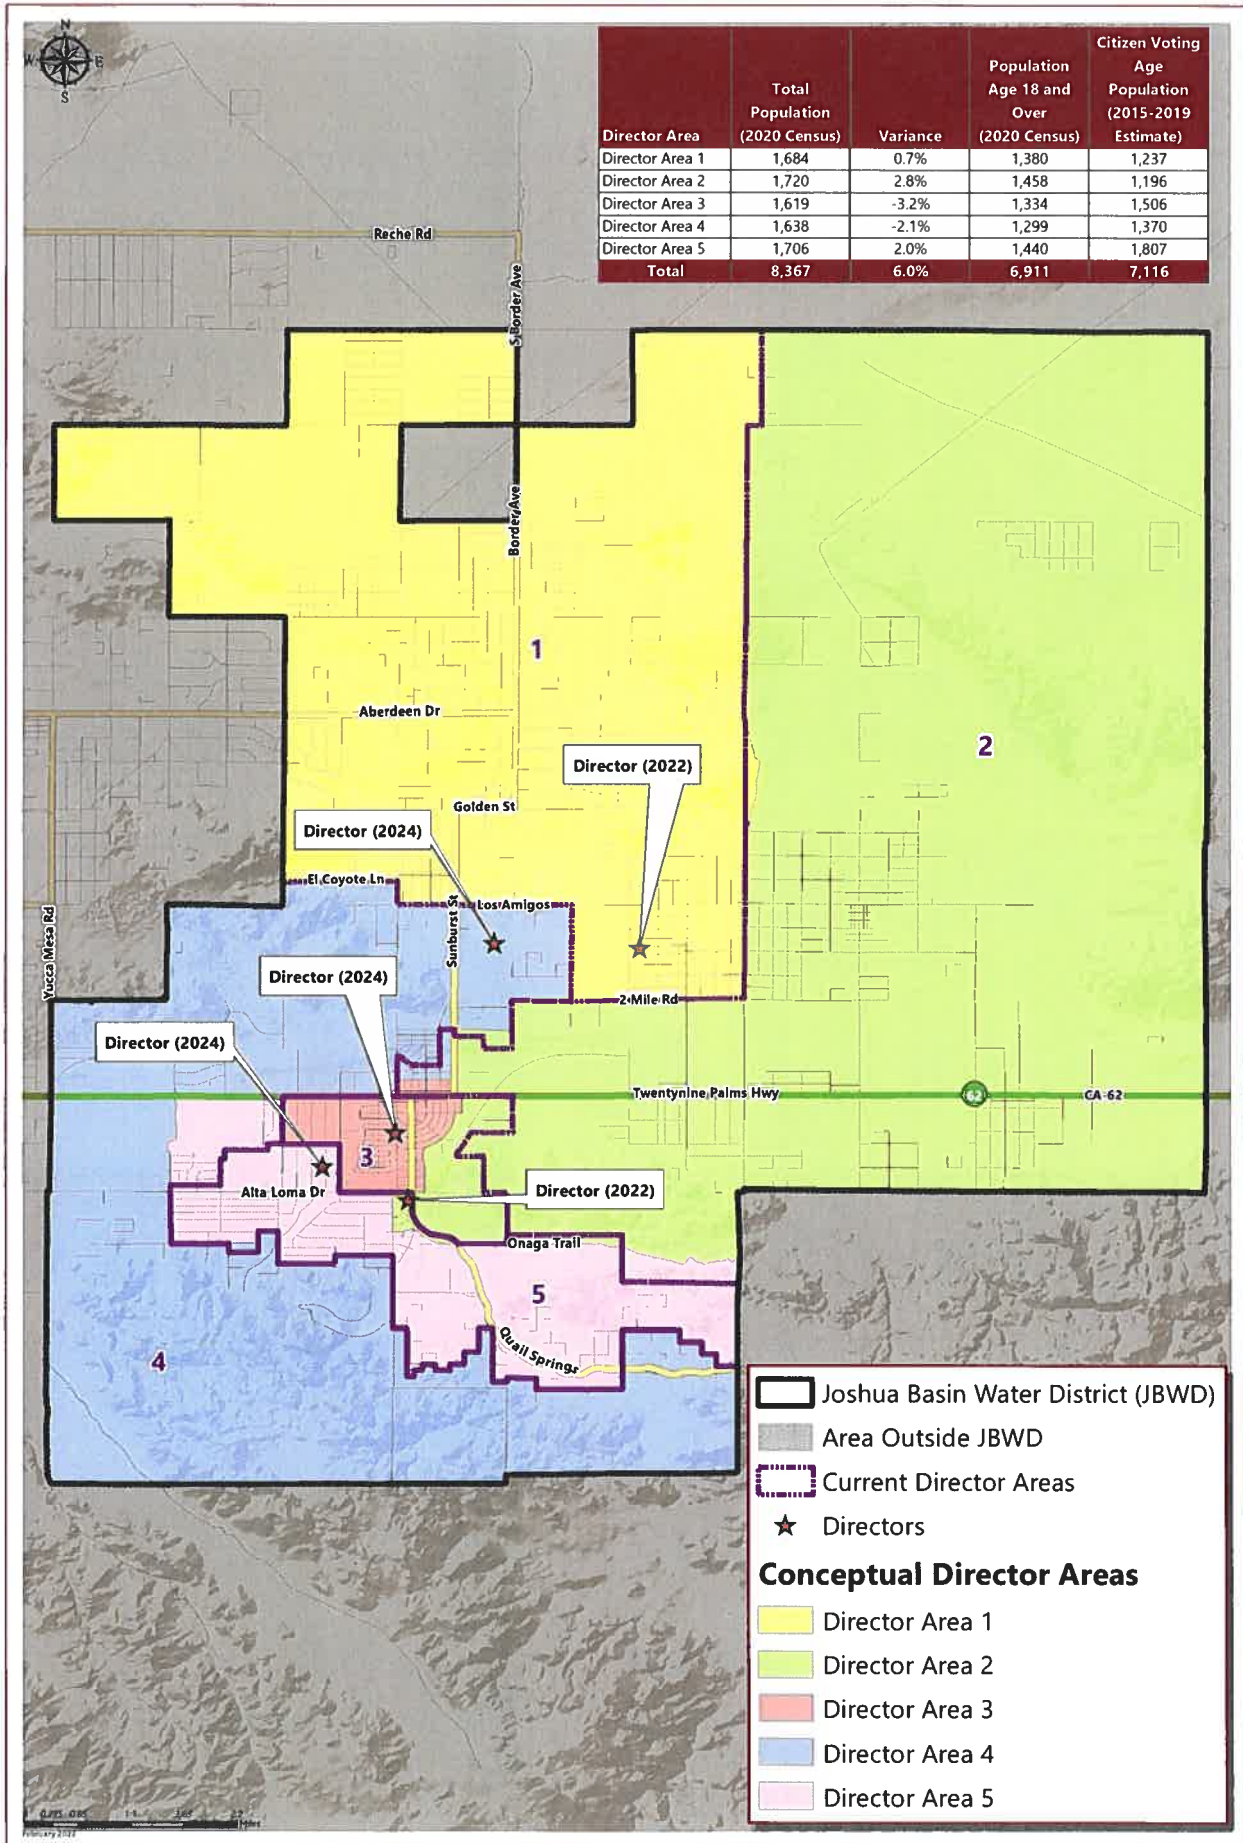 N
W E
S
Director Area
Total Population (2020 Census)
Variance
Population Age 18 and Over (2020 Census)
Citizen Voting Age Population (2015-2019 Estimate)
Director Area 1 1,684 0.7% 1,380 1,237
Director Area 2 1,720 2.8% 1,458 1,196
Director Area 3 1,619 -3.2% 1,334 1,506
Director Area 4 1,638 -2.1% 1,299 1,370
Director Area 5 1,706 2.0% 1,440 1,807
Total 8,367 6.0% 6,911 7,116
Reche Rd
S Border Ave
Border Ave
1
Aberdeen Dr
2
Director (2022)
Golden St
Director (2024)
El Coyote Ln
Los Amigos
Sunburst St
Yucca Mesa Rd
Director (2024)
2 Mile Rd
Director (2024)
Twentynine Palms Hwy
62
CA-62
3
Alta Loma Dr
Director (2022)
Onaga Trail
5
Quail Springs
4
Joshua Basin Water District (JBWD)
Area Outside JBWD
Current Director Areas
Directors
Conceptual Director Areas
Director Area 1
Director Area 2
Director Area 3
Director Area 4
Director Area 5
Miles